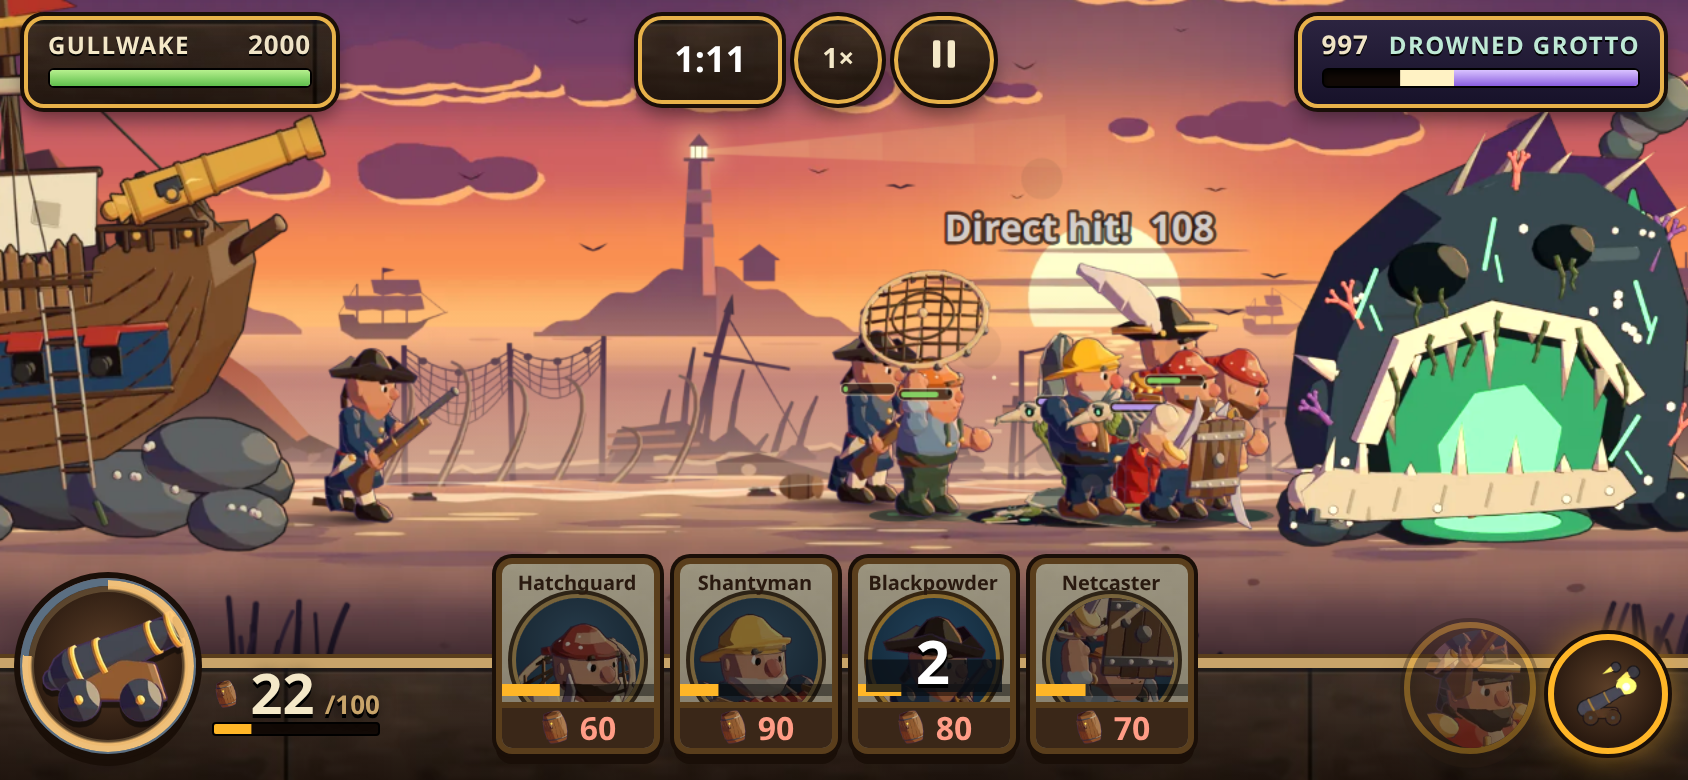 GULLWAKE 2000
1:11
1×
997 DROWNED GROTTO
Direct hit! 108
22 /100
Hatchguard
60
Shantyman
90
Blackpowder
2
80
Netcaster
70